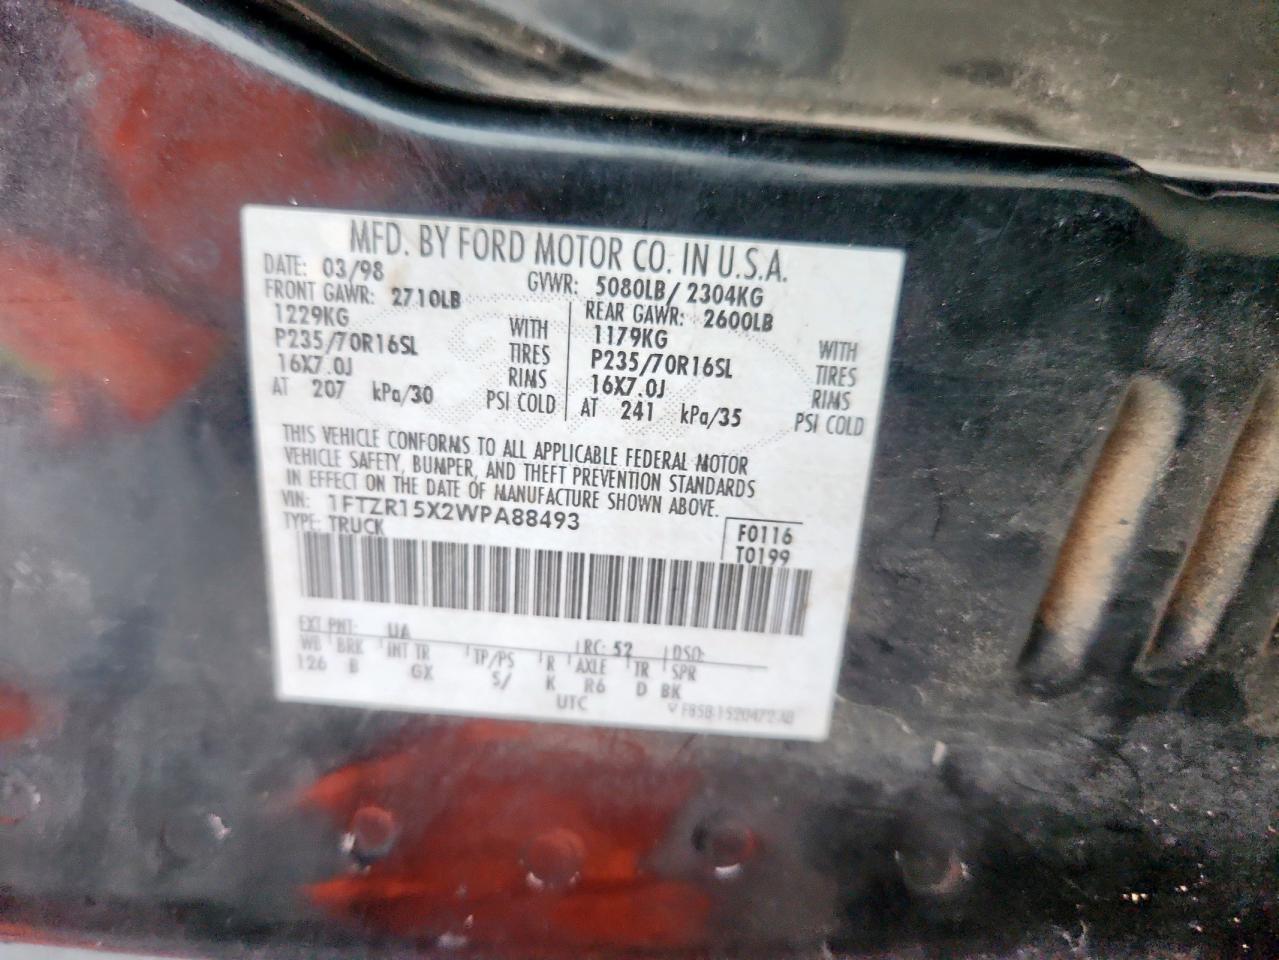 MFD. BY FORD MOTOR CO. IN U.S.A.
DATE: 03/98 GVWR: 5080LB/2304KG
FRONT GAWR: 2710LB REAR GAWR: 2600LB
1229KG WITH 1179KG WITH
P235/70R16SL TIRES P235/70R16SL TIRES
16X7.0J RIMS 16X7.0J RIMS
AT 207 kPa/30 PSI COLD AT 241 kPa/35 PSI COLD
THIS VEHICLE CONFORMS TO ALL APPLICABLE FEDERAL MOTOR
VEHICLE SAFETY, BUMPER, AND THEFT PREVENTION STANDARDS
IN EFFECT ON THE DATE OF MANUFACTURE SHOWN ABOVE.
VIN: 1FTZR15X2WPA88493 F0116
TYPE: TRUCK T0199
EXT PNT: UA RC: 52 DSO:
WB BRK INT TR TP/PS R AXLE TR SPR
126 B GX S/ K R6 D BK
UTC